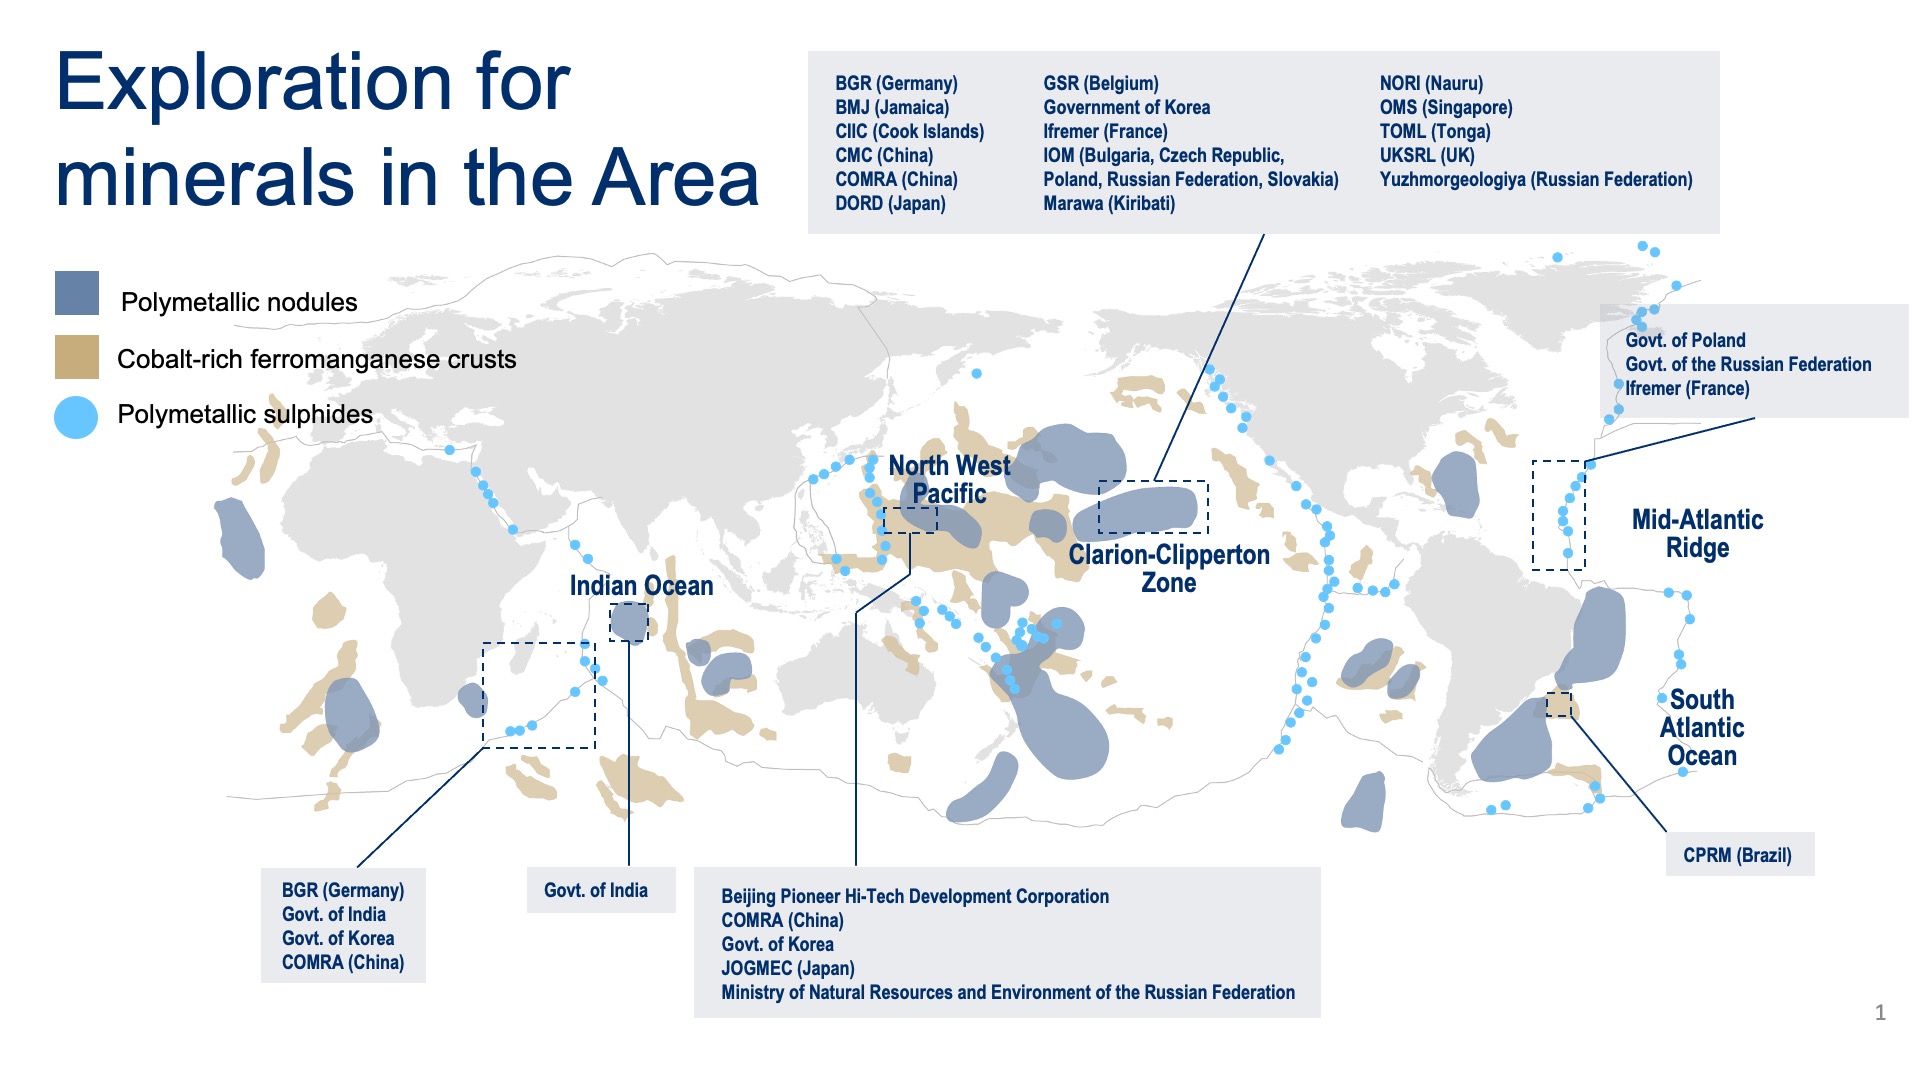 Exploration for
minerals in the Area
BGR (Germany)
BMJ (Jamaica)
CIIC (Cook Islands)
CMC (China)
COMRA (China)
DORD (Japan)
GSR (Belgium)
Government of Korea
Ifremer (France)
IOM (Bulgaria, Czech Republic,
Poland, Russian Federation, Slovakia)
Marawa (Kiribati)
NORI (Nauru)
OMS (Singapore)
TOML (Tonga)
UKSRL (UK)
Yuzhmorgeologiya (Russian Federation)
Polymetallic nodules
Cobalt-rich ferromanganese crusts
Polymetallic sulphides
Govt. of Poland
Govt. of the Russian Federation
Ifremer (France)
North West
Pacific
Clarion-Clipperton
Zone
Mid-Atlantic
Ridge
Indian Ocean
South
Atlantic
Ocean
CPRM (Brazil)
BGR (Germany)
Govt. of India
Govt. of Korea
COMRA (China)
Govt. of India
Beijing Pioneer Hi-Tech Development Corporation
COMRA (China)
Govt. of Korea
JOGMEC (Japan)
Ministry of Natural Resources and Environment of the Russian Federation
1